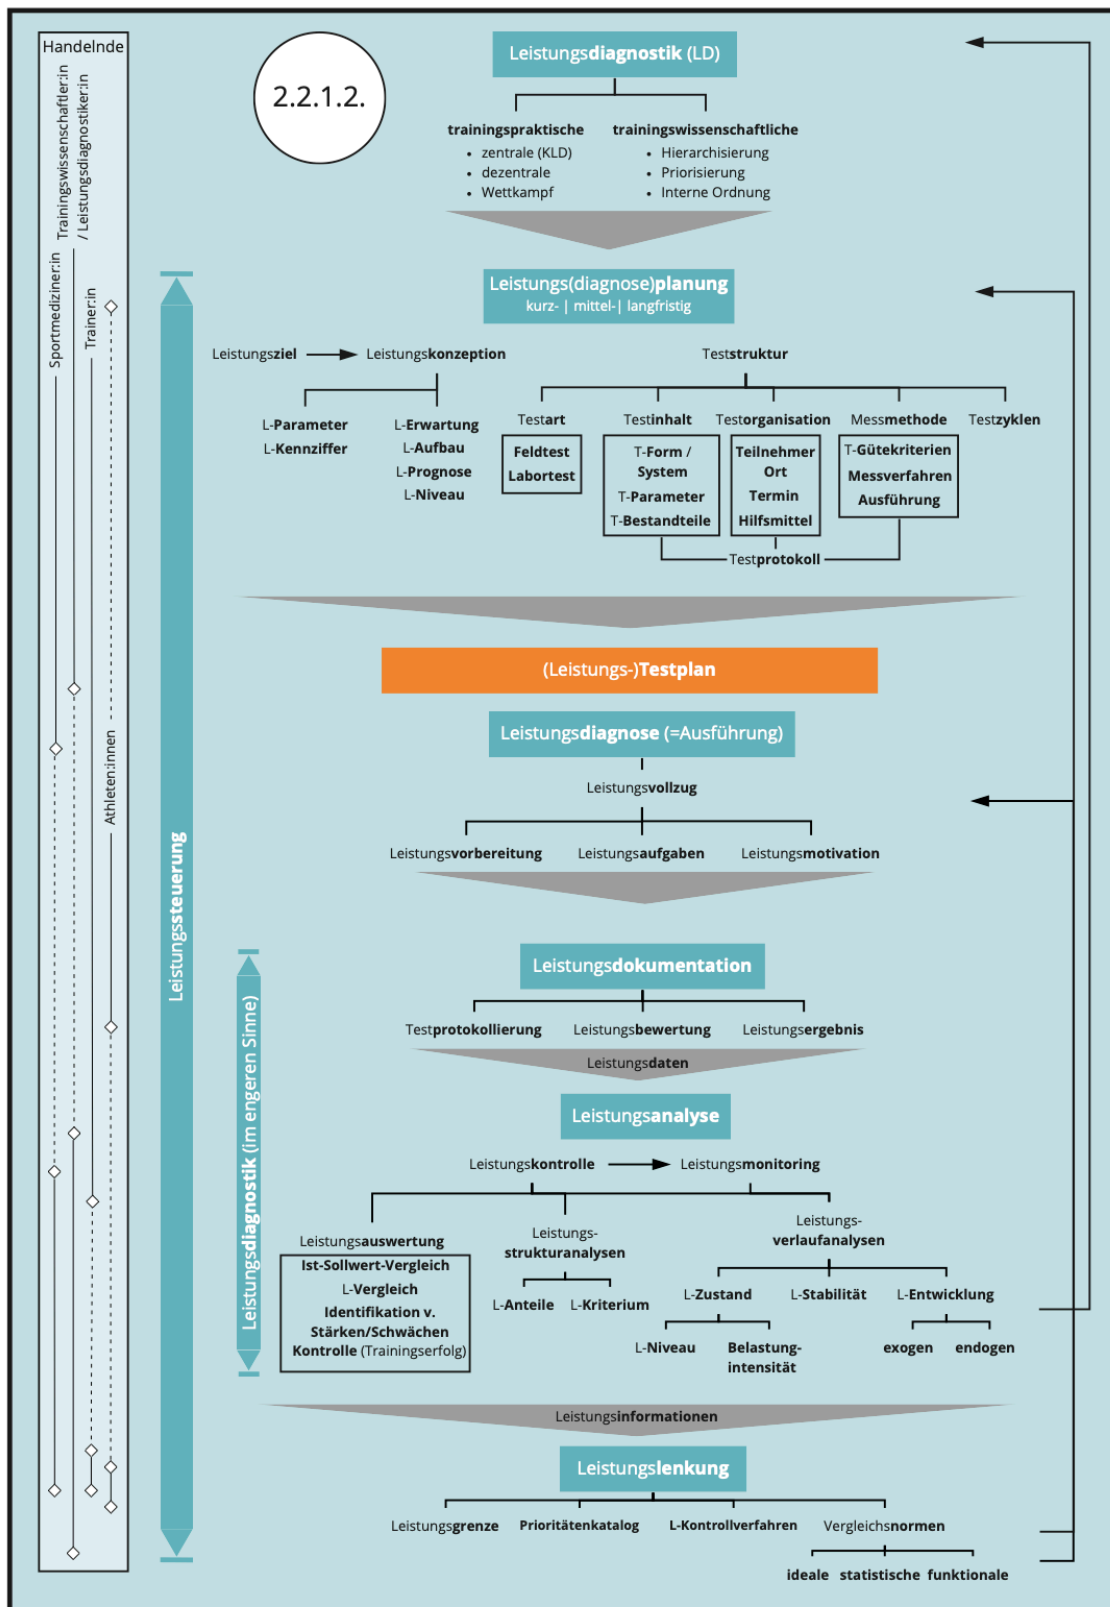 Handelnde
Trainingswissenschaftler:in
/ Leistungsdiagnostiker:in
Sportmediziner:in
Trainer:in
Athleten:innen
2.2.1.2.
Leistungsdiagnostik (LD)
trainingspraktische
• zentrale (KLD)
• dezentrale
• Wettkampf
trainingswissenschaftliche
• Hierarchisierung
• Priorisierung
• Interne Ordnung
Leistungssteuerung
Leistungs(diagnose)planung
kurz- | mittel-| langfristig
Leistungsziel
Leistungskonzeption
Teststruktur
L-Parameter
L-Kennziffer
L-Erwartung
L-Aufbau
L-Prognose
L-Niveau
Testart
Feldtest
Labortest
Testinhalt
T-Form /
System
T-Parameter
T-Bestandteile
Testorganisation
Teilnehmer
Ort
Termin
Hilfsmittel
Messmethode
T-Gütekriterien
Messverfahren
Ausführung
Testzyklen
Testprotokoll
(Leistungs-)Testplan
Leistungsdiagnose (=Ausführung)
Leistungsvollzug
Leistungsvorbereitung
Leistungsaufgaben
Leistungsmotivation
Leistungsdiagnostik (im engeren Sinne)
Leistungsdokumentation
Testprotokollierung
Leistungsbewertung
Leistungsergebnis
Leistungsdaten
Leistungsanalyse
Leistungskontrolle
Leistungsmonitoring
Leistungsauswertung
Ist-Sollwert-Vergleich
L-Vergleich
Identifikation v.
Stärken/Schwächen
Kontrolle (Trainingserfolg)
Leistungs-
strukturanalysen
L-Anteile
L-Kriterium
Leistungs-
verlaufanalysen
L-Zustand
L-Stabilität
L-Entwicklung
L-Niveau
Belastung-
intensität
exogen
endogen
Leistungsinformationen
Leistungslenkung
Leistungsgrenze
Prioritätenkatalog
L-Kontrollverfahren
Vergleichsnormen
ideale
statistische
funktionale